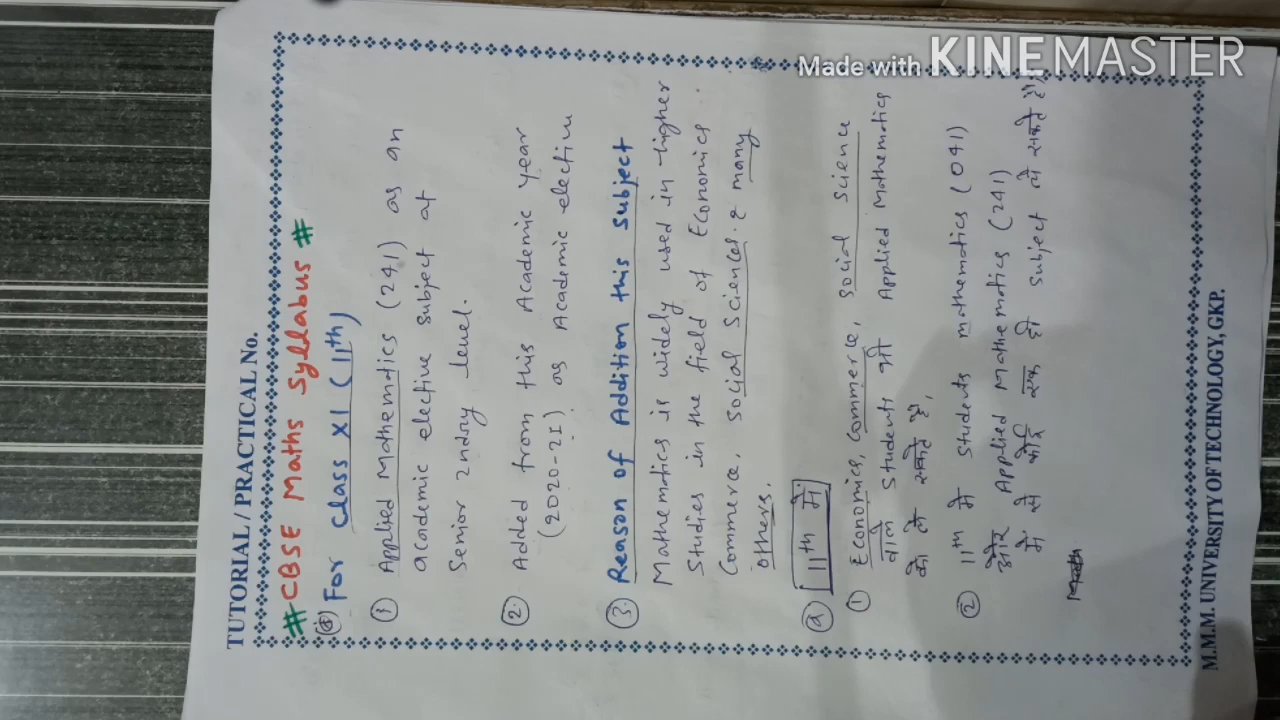 Made with KINEMASTER
TUTORIAL / PRACTICAL No.
# CBSE Maths Syllabus #
For Class XI (11th)
① Applied Mathematics (241) as an
academic elective subject at
Senior 2ndry level.
② Added from this Academic year
(2020-21) as Academic elective
③ Reason of Addition this Subject
Mathematics is widely used in higher
Studies in the field of Economics
Commerce, Social Sciences & many
others.
ⓐ 11th में
① Economics, Commerce, Social Science
वाले Students भी Applied Mathematics
को ले सकते हैं,
② 11th में Students Mathematics (041)
और Applied Mathematics (241)
में से कोई एक ही Subject ले सकते हैं,
M.M.M. UNIVERSITY OF TECHNOLOGY, GKP.